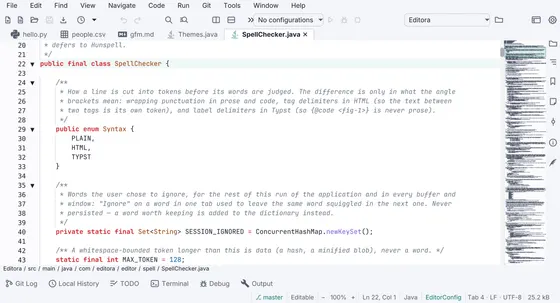 File Edit View Navigate Code Run Git Tools Window Help
No configurations
Editora
hello.py people.csv gfm.md Themes.java SpellChecker.java ×
20 * defers to Hunspell.
21 */
22 public final class SpellChecker {
23
24 /**
25 * How a line is cut into tokens before its words are judged. The difference is only in what the angle
26 * brackets mean: wrapping punctuation in prose and code, tag delimiters in HTML (so the text between
27 * two tags is its own token), and label delimiters in Typst (so {@code <fig-1>} is never prose).
28 */
29 public enum Syntax {
30 PLAIN,
31 HTML,
32 TYPST
33 }
34
35 /**
36 * Words the user chose to ignore, for the rest of this run of the application and in every buffer and
37 * window: "Ignore" on a word in one tab used to leave the same word squiggled in the next one. Never
38 * persisted — a word worth keeping is added to the dictionary instead.
39 */
40 private static final Set<String> SESSION_IGNORED = ConcurrentHashMap.newKeySet();
41
42 /** A whitespace-bounded token longer than this is data (a hash, a minified blob), never a word. */
43 static final int MAX_TOKEN = 128;
Editora / src / main / java / com / editora / editor / spell / SpellChecker.java
Git Log Local History TODO Terminal Debug Output
master Editable − 100% + Ln 22, Col 1 Java EditorConfig Tab 4 LF UTF-8 25.2 kB